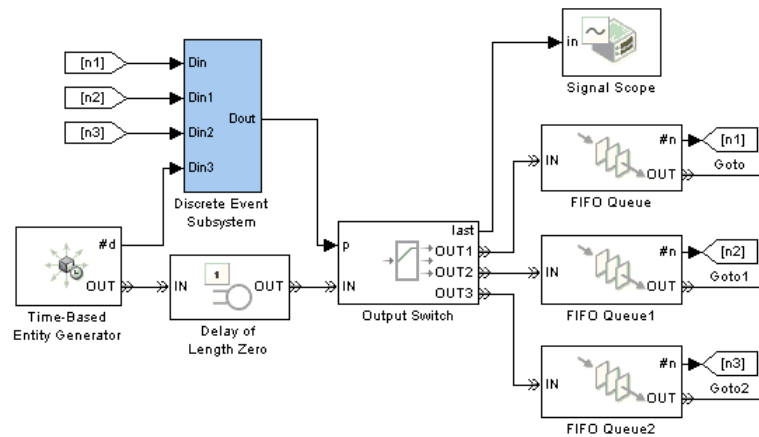 [n1]
[n2]
[n3]
Din
Din1
Din2
Din3
Dout
Discrete Event
Subsystem
in
Signal Scope
#n
[n1]
IN
OUT
Goto
FIFO Queue
#d
OUT
Time-Based
Entity Generator
1
IN
OUT
Delay of
Length Zero
p
IN
last
OUT1
OUT2
OUT3
Output Switch
#n
[n2]
IN
OUT
Goto1
FIFO Queue1
#n
[n3]
IN
OUT
Goto2
FIFO Queue2